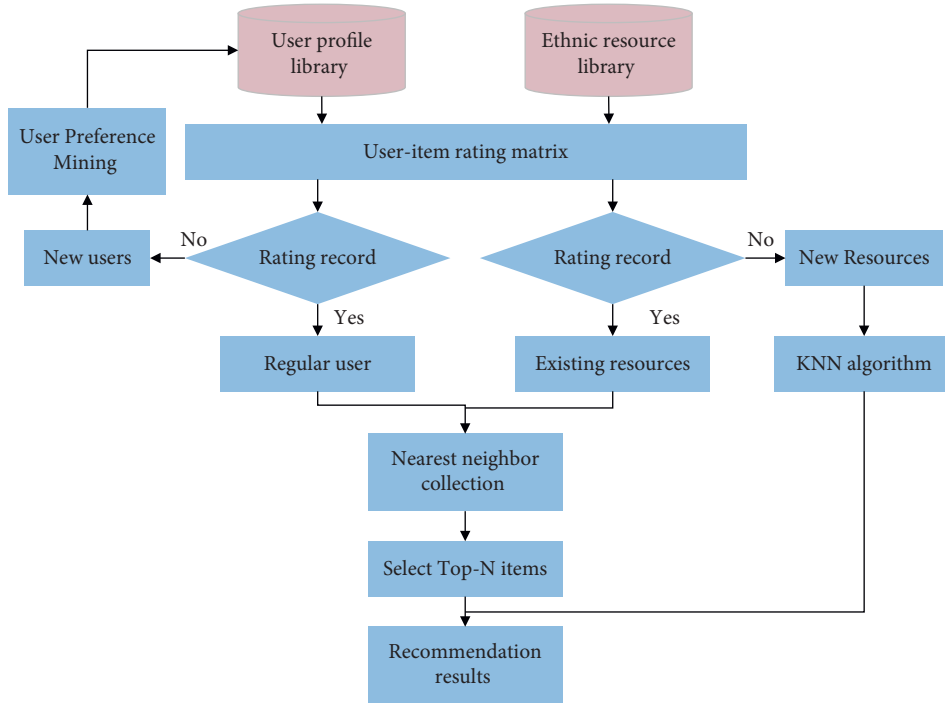 User profile
library
Ethnic resource
library
User Preference
Mining
User-item rating matrix
New users
No
Rating record
Rating record
No
New Resources
Yes
Yes
Regular user
Existing resources
KNN algorithm
Nearest neighbor
collection
Select Top-N items
Recommendation
results